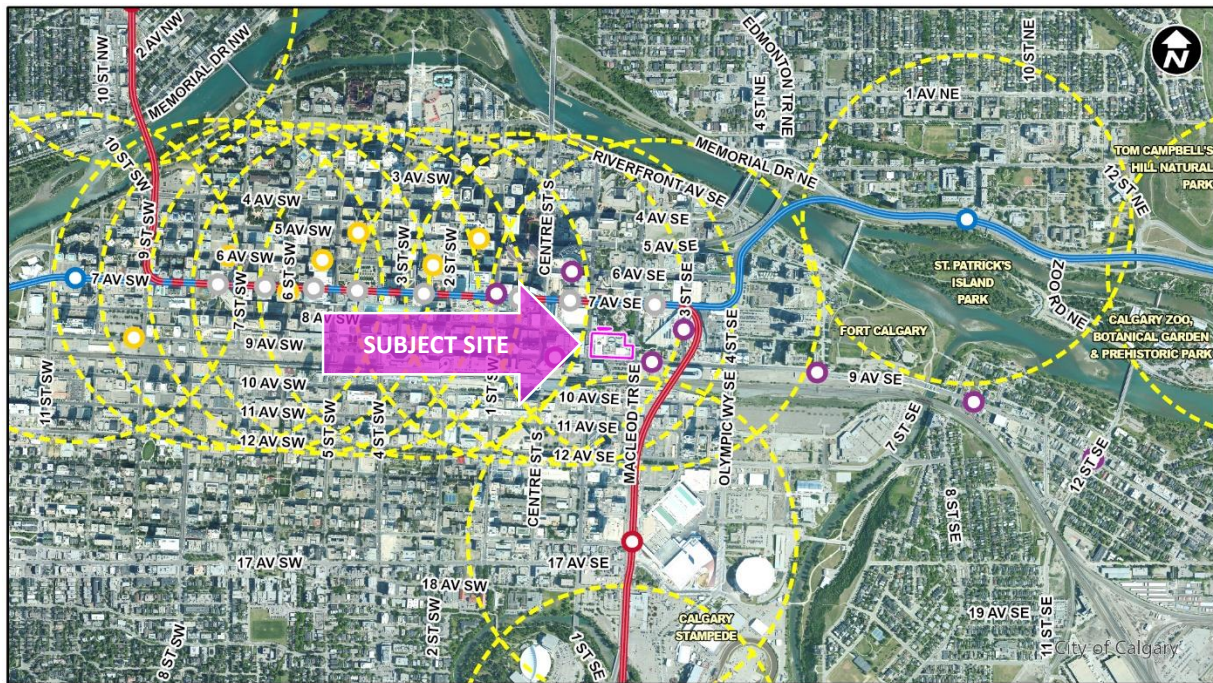 10 ST NW
2 AV NW
MEMORIAL DR NW
EDMONTON TR NE
4 ST NE
10 ST NE
N
1 AV NE
MEMORIAL DR NE
TOM CAMPBELL'S
HILL NATURAL
PARK
10 ST SW
9 ST SW
3 AV SW
RIVERFRONT AV SE
12 ST NE
4 AV SW
5 AV SW
6 AV SW
7 AV SW
7 ST SW
6 ST SW
3 ST SW
2 ST SW
CENTRE ST S
4 AV SE
5 AV SE
6 AV SE
7 AV SE
3 ST SE
ST. PATRICK'S
ISLAND
PARK
ZOO
RD NE
8 AV SW
9 AV SW
SUBJECT SITE
FORT CALGARY
CALGARY ZOO,
BOTANICAL GARDEN
& PREHISTORIC PARK
11 ST SW
10 AV SW
11 AV SW
12 AV SW
5 ST SW
4 ST SW
1 ST SW
CENTRE ST S
10 AV SE
11 AV SE
12 AV SE
MACLEOD TR SE
OLYMPIC WY SE
4 ST SE
9 AV SE
7 ST SE
8 ST SE
12 ST SE
17 AV SW
17 AV SE
18 AV SW
8 ST SW
2 ST SW
1 ST SE
CALGARY
STAMPEDE
19 AV SE
11 ST SE
City of Calgary